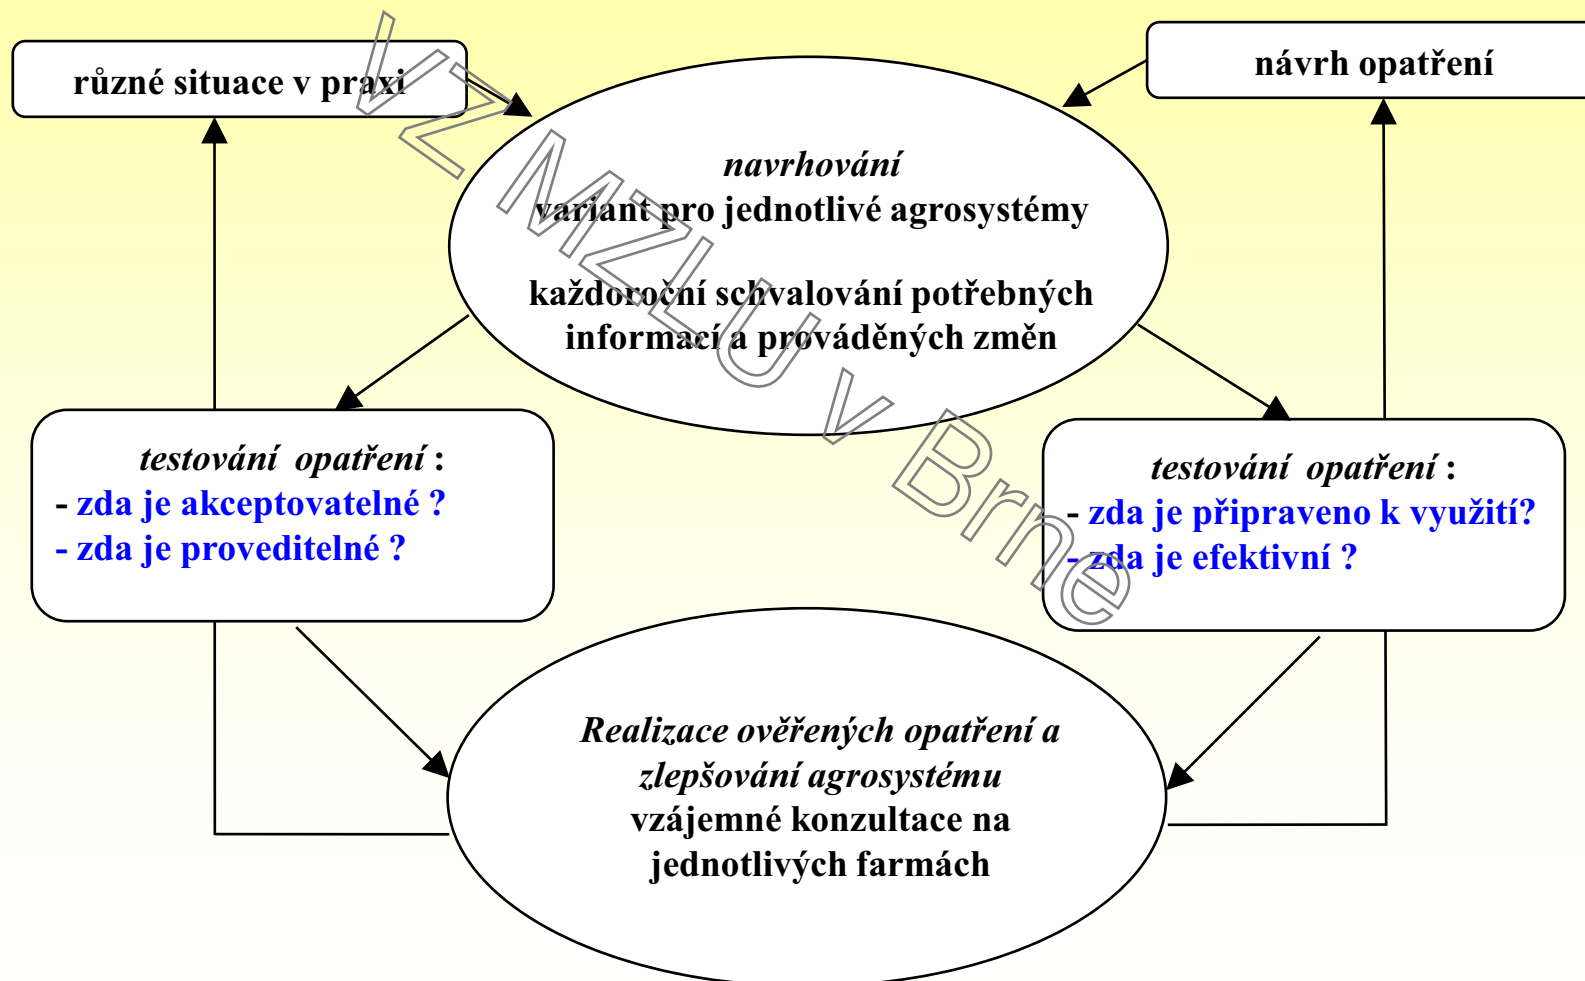 různé situace v praxi
návrh opatření
navrhování
variant pro jednotlivé agrosystémy
každoroční schvalování potřebných
informací a prováděných změn
testování opatření :
- zda je akceptovatelné ?
- zda je proveditelné ?
testování opatření :
- zda je připraveno k využití?
- zda je efektivní ?
Realizace ověřených opatření a
zlepšování agrosystému
vzájemné konzultace na
jednotlivých farmách
VZ MZLU v Brne